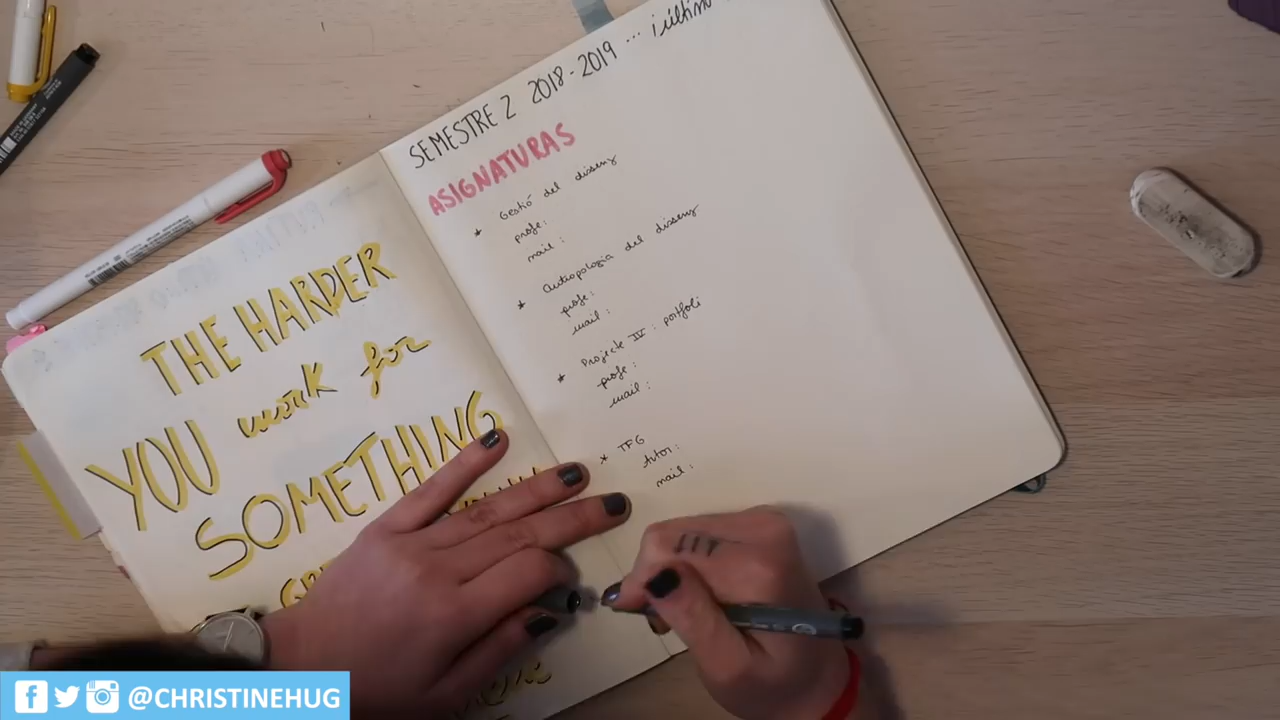 THE HARDER
YOU work for
SOMETHING
SEMESTRE 2 2018-2019 ... ¡últim
ASIGNATURAS
* Gestió del disseny
profe:
mail:
* Antropologia del disseny
profe:
mail:
* Projecte IV: portfoli
profe:
mail:
* TFG
tutor:
mail:
@CHRISTINEHUG